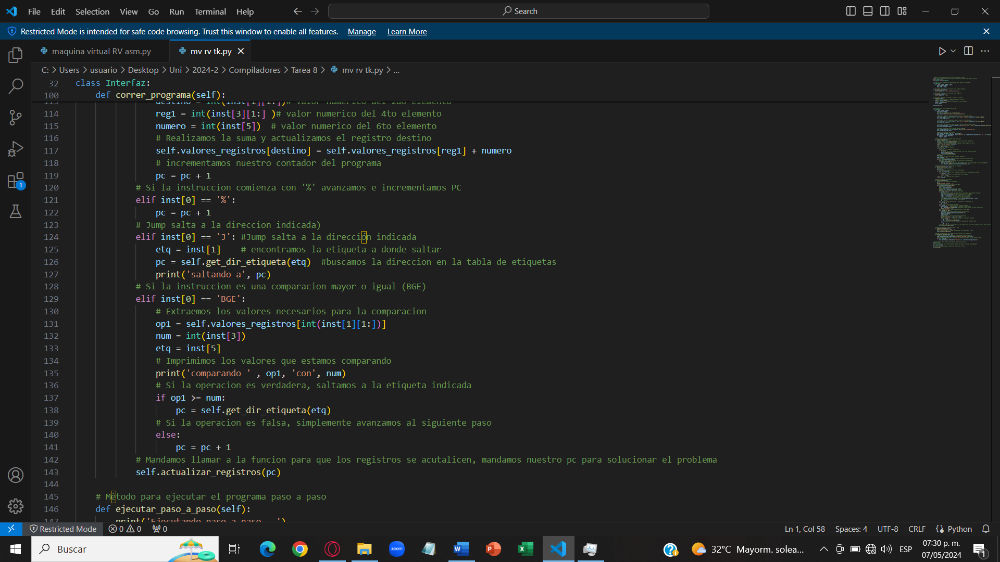 File Edit Selection View Go Run Terminal Help Search
Restricted Mode is intended for safe code browsing. Trust this window to enable all features. Manage Learn More
maquina virtual RV asm.py mv rv tk.py
C: > Users > usuario > Desktop > Uni > 2024-2 > Compiladores > Tarea 8 > mv rv tk.py > ...
32 class Interfaz:
100 def correr_programa(self):
113 destino = int(inst[1][1:])# valor numerico del 2do elemento
114 reg1 = int(inst[3][1:] )# valor numerico del 4to elemento
115 numero = int(inst[5])  # valor numerico del 6to elemento
116 # Realizamos la suma y actualizamos el registro destino
117 self.valores_registros[destino] = self.valores_registros[reg1] + numero
118 # incrementamos nuestro contador del programa
119 pc = pc + 1
120 # Si la instruccion comienza con '%' avanzamos e incrementamos PC
121 elif inst[0] == '%':
122 pc = pc + 1
123 # Jump salta a la direccion indicada)
124 elif inst[0] == 'J': #Jump salta a la dirección indicada
125 etq = inst[1]    # encontramos la etiqueta a donde saltar
126 pc = self.get_dir_etiqueta(etq)  #buscamos la direccion en la tabla de etiquetas
127 print('saltando a', pc)
128 # Si la instruccion es una comparacion mayor o igual (BGE)
129 elif inst[0] == 'BGE':
130 # Extraemos los valores necesarios para la comparacion
131 op1 = self.valores_registros[int(inst[1][1:])]
132 num = int(inst[3])
133 etq = inst[5]
134 # Imprimimos los valores que estamos comparando
135 print('comparando ' , op1, 'con', num)
136 # Si la operacion es verdadera, saltamos a la etiqueta indicada
137 if op1 >= num:
138 pc = self.get_dir_etiqueta(etq)
139 # Si la operacion es falsa, simplemente avanzamos al siguiente paso
140 else:
141 pc = pc + 1
142 # Mandamos llamar a la funcion para que los registros se acutalicen, mandamos nuestro pc para solucionar el problema
143 self.actualizar_registros(pc)
144
145 # Método para ejecutar el programa paso a paso
146 def ejecutar_paso_a_paso(self):
147 print('Ejecutando paso a paso...')
Restricted Mode 0 0 0 Ln 1, Col 58 Spaces: 4 UTF-8 CRLF Python
Buscar zoom 32°C Mayorm. solea... ESP 07:30 p. m.
07/05/2024 1